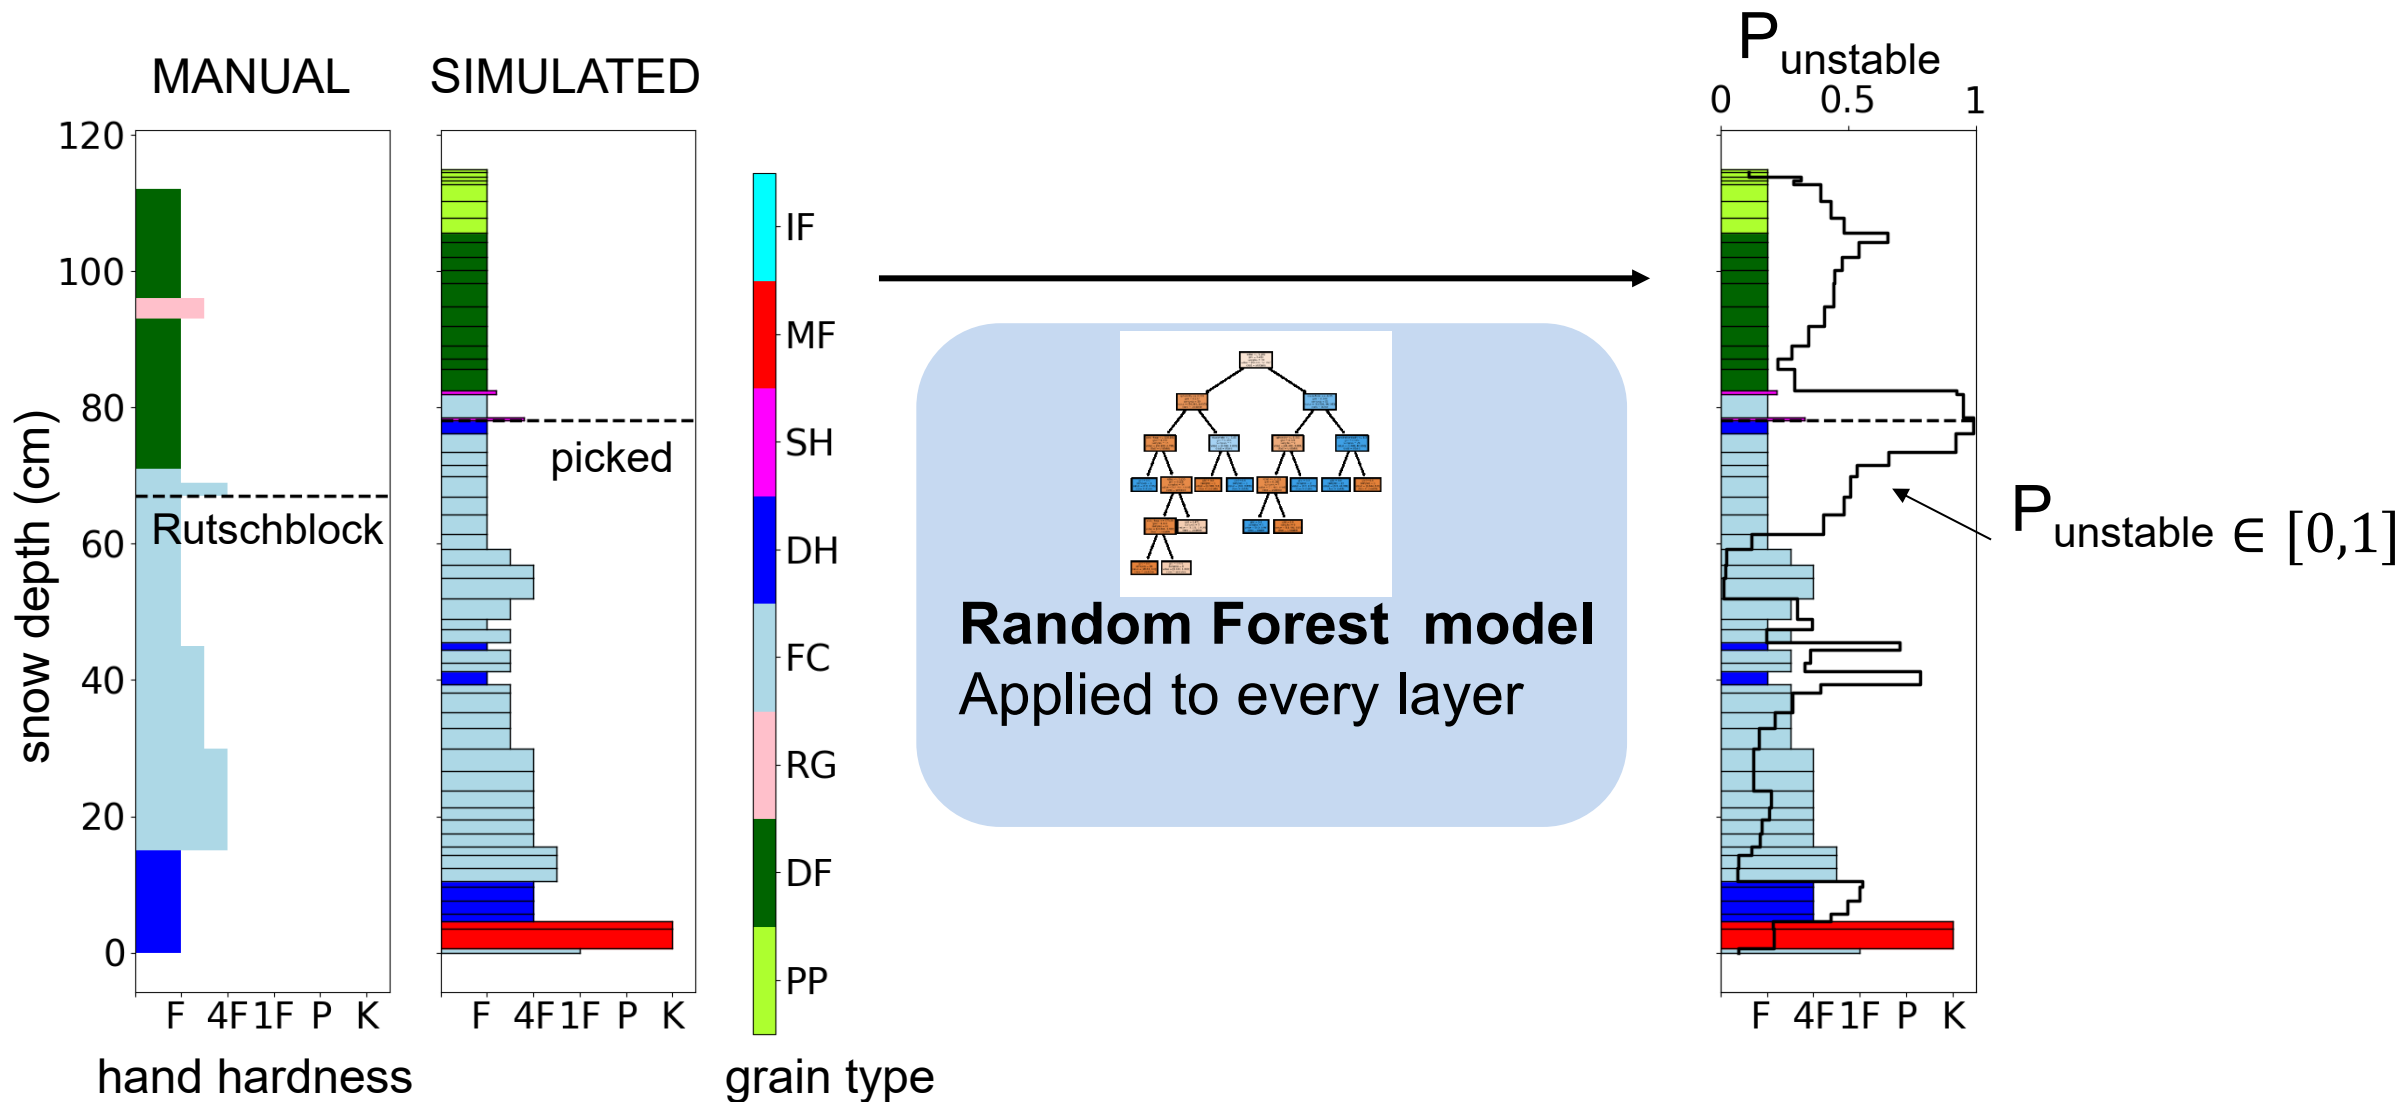 MANUAL
SIMULATED
P unstable
0 0.5 1
120
100
80
60
40
20
0
snow depth (cm)
Rutschblock
picked
F 4F 1F P K
F 4F 1F P K
hand hardness
IF
MF
SH
DH
FC
RG
DF
PP
grain type
Random Forest model
Applied to every layer
P unstable ∈ [0,1]
F 4F 1F P K